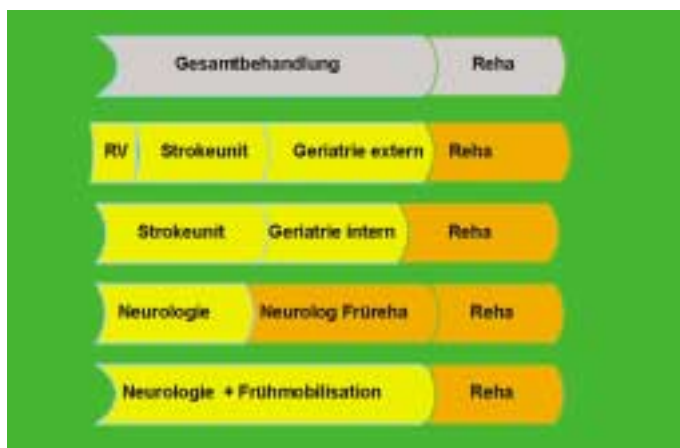 Gesamtbehandlung Reha
RV Strokeunit Geriatrie extern Reha
Strokeunit Geriatrie intern Reha
Neurologie Neurolog Früreha Reha
Neurologie + Frühmobilisation Reha